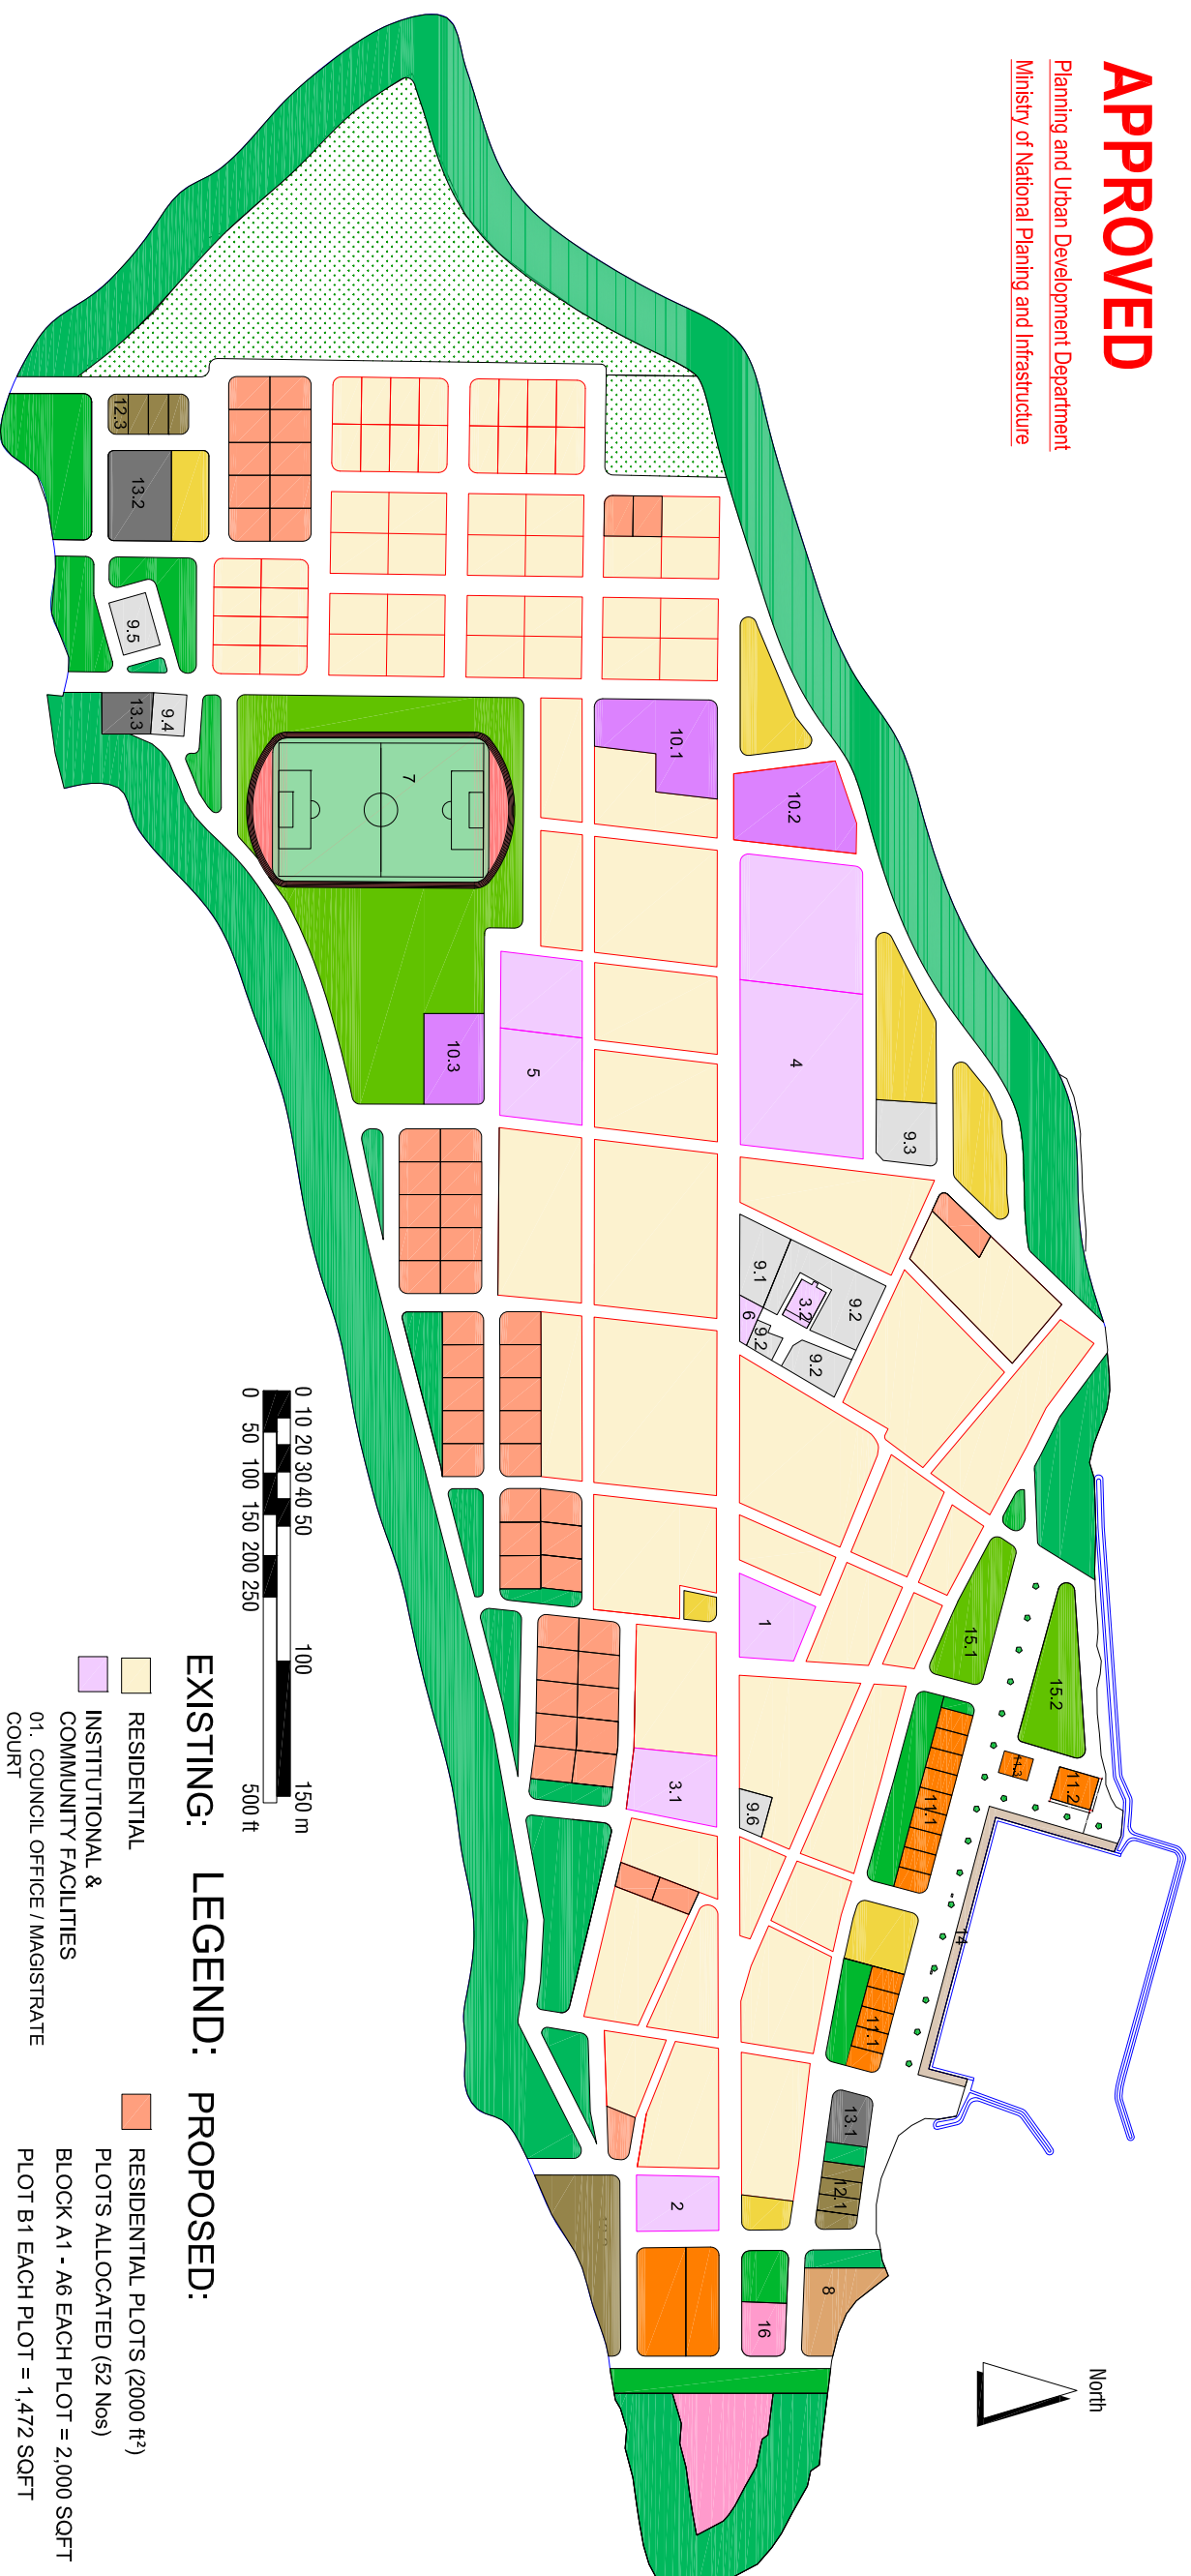 APPROVED
Planning and Urban Development Department
Ministry of National Planing and Infrastructure
North
12.3
13.2
9.5
13.3
9.4
7
10.1
10.2
10.3
5
4
9.3
9.1
9.2
3.2
6
9.2
9.2
1
15.1
15.2
11.3
11.2
11.1
3.1
9.6
14
11.1
13.1
12.1
2
8
16
0 10 20 30 40 50 100 150 m
0 50 100 150 200 250 500 ft
LEGEND:
EXISTING:
RESIDENTIAL
INSTITUTIONAL &
COMMUNITY FACILITIES
01. COUNCIL OFFICE / MAGISTRATE
COURT
PROPOSED:
RESIDENTIAL PLOTS (2000 ft²)
PLOTS ALLOCATED (52 Nos)
BLOCK A1 - A6 EACH PLOT = 2,000 SQFT
PLOT B1 EACH PLOT = 1,472 SQFT